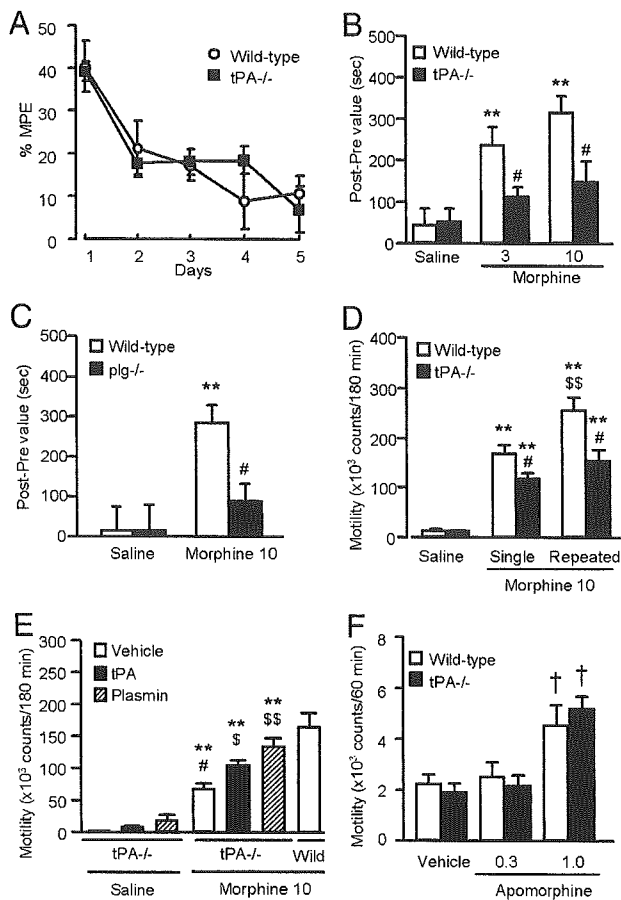 A
Wild-type
tPA-/-
% MPE
50
40
30
20
10
0
1 2 3 4 5
Days
B
Wild-type
tPA-/-
Post-Pre value (sec)
500
400
300
200
100
0
** ** # #
Saline 3 10
Morphine
C
Wild-type
plg-/-
Post-Pre value (sec)
500
400
300
200
100
0
** #
Saline Morphine 10
D
Wild-type
tPA-/-
Motility (x10³ counts/180 min)
400
300
200
100
0
** ** # ** $$ ** #
Saline Single Repeated
Morphine 10
E
Vehicle
tPA
Plasmin
Motility (x10³ counts/180 min)
300
250
200
150
100
50
0
** # ** $ ** $$
tPA-/- tPA-/- Wild
Saline Morphine 10
F
Wild-type
tPA-/-
Motility (x10³ counts/60 min)
8
6
4
2
0
† †
Vehicle 0.3 1.0
Apomorphine